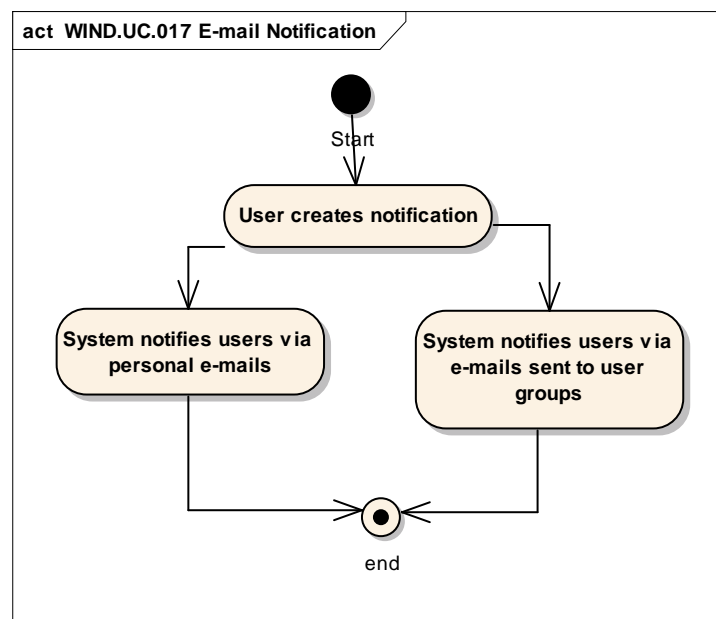 act WIND.UC.017 E-mail Notification
Start
User creates notification
System notifies users via
personal e-mails
System notifies users via
e-mails sent to user
groups
end